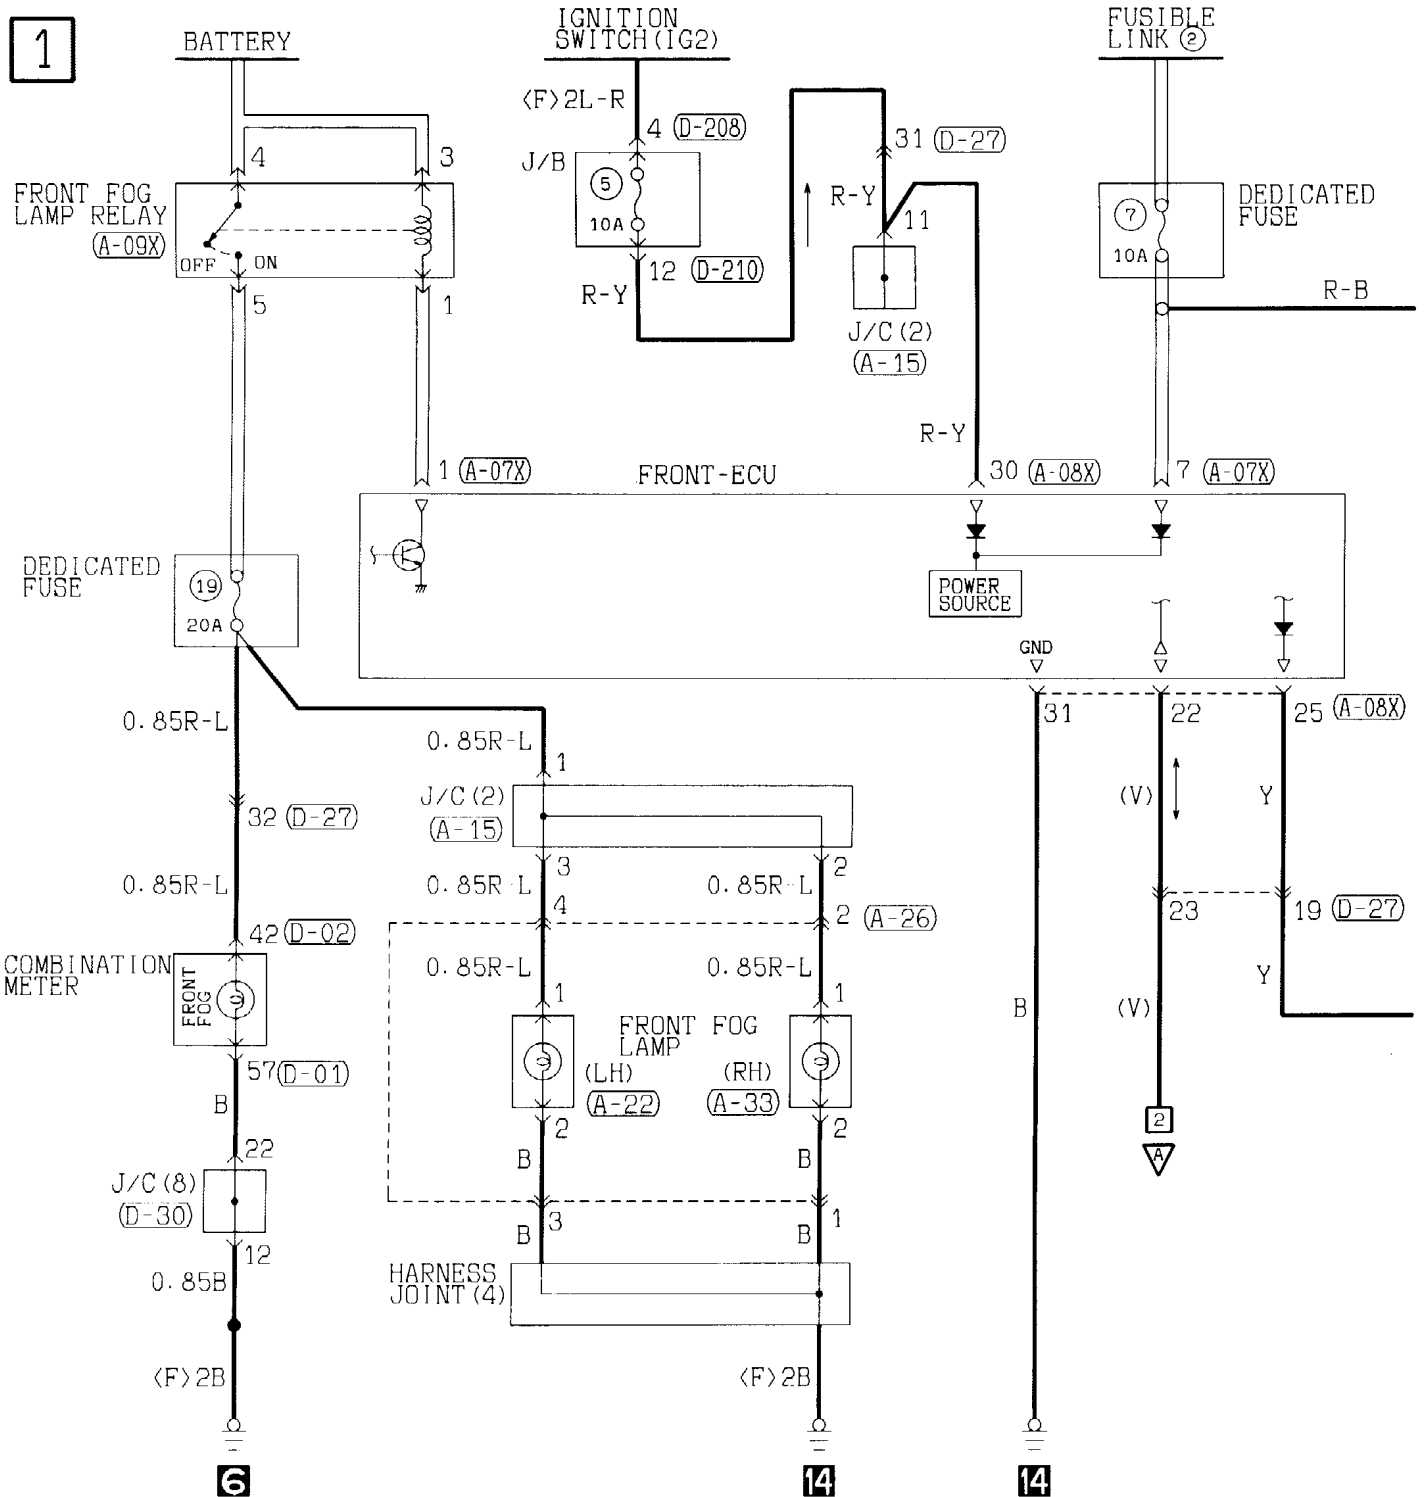 1
BATTERY
IGNITION
SWITCH(IG2)
FUSIBLE
LINK ②
<F>2L-R
4 (D-208)
31 (D-27)
4
3
J/B
5
10A
R-Y
11
7
10A
DEDICATED
FUSE
FRONT FOG
LAMP RELAY
(A-09X)
OFF
ON
12 (D-210)
R-Y
R-B
5
1
J/C(2)
(A-15)
R-Y
1 (A-07X)
FRONT-ECU
30 (A-08X)
7 (A-07X)
DEDICATED
FUSE
19
20A
POWER
SOURCE
GND
31
22
25 (A-08X)
0.85R-L
0.85R-L
1
J/C(2)
(A-15)
(V)
Y
32 (D-27)
3
2
0.85R-L
0.85R-L
0.85R-L
4
2 (A-26)
23
19 (D-27)
42 (D-02)
COMBINATION
METER
FRONT
FOG
0.85R-L
0.85R-L
Y
1
1
B
(V)
FRONT FOG
LAMP
(LH)
(A-22)
(RH)
(A-33)
57 (D-01)
B
2
2
2
A
22
B
B
J/C(8)
(D-30)
3
1
B
B
12
HARNESS
JOINT(4)
0.85B
<F>2B
<F>2B
6
14
14